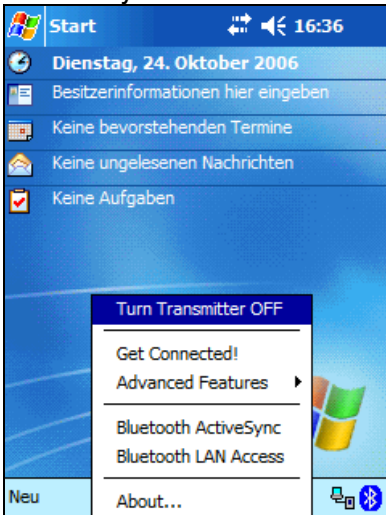 Start 16:36
Dienstag, 24. Oktober 2006
Besitzerinformationen hier eingeben
Keine bevorstehenden Termine
Keine ungelesenen Nachrichten
Keine Aufgaben
Turn Transmitter OFF
Get Connected!
Advanced Features
Bluetooth ActiveSync
Bluetooth LAN Access
About...
Neu